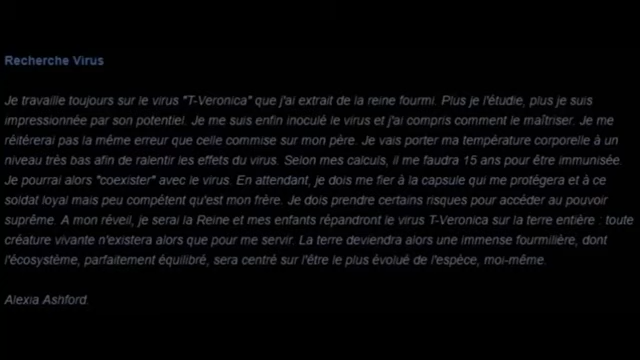 Recherche Virus
Je travaille toujours sur le virus "T-Veronica" que j'ai extrait de la reine fourmi. Plus je l'étudie, plus je suis
impressionnée par son potentiel. Je me suis enfin inoculé le virus et j'ai compris comment le maîtriser. Je me
réitérerai pas la même erreur que celle commise sur mon père. Je vais porter ma température corporelle à un
niveau très bas afin de ralentir les effets du virus. Selon mes calculs, il me faudra 15 ans pour être immunisée.
Je pourrai alors "coexister" avec le virus. En attendant, je dois me fier à la capsule qui me protégera et à ce
soldat loyal mais peu compétent qu'est mon frère. Je dois prendre certains risques pour accéder au pouvoir
suprême. A mon réveil, je serai la Reine et mes enfants répandront le virus T-Veronica sur la terre entière : toute
créature vivante n'existera alors que pour me servir. La terre deviendra alors une immense fourmilière, dont
l'écosystème, parfaitement équilibré, sera centré sur l'être le plus évolué de l'espèce, moi-même.
Alexia Ashford.